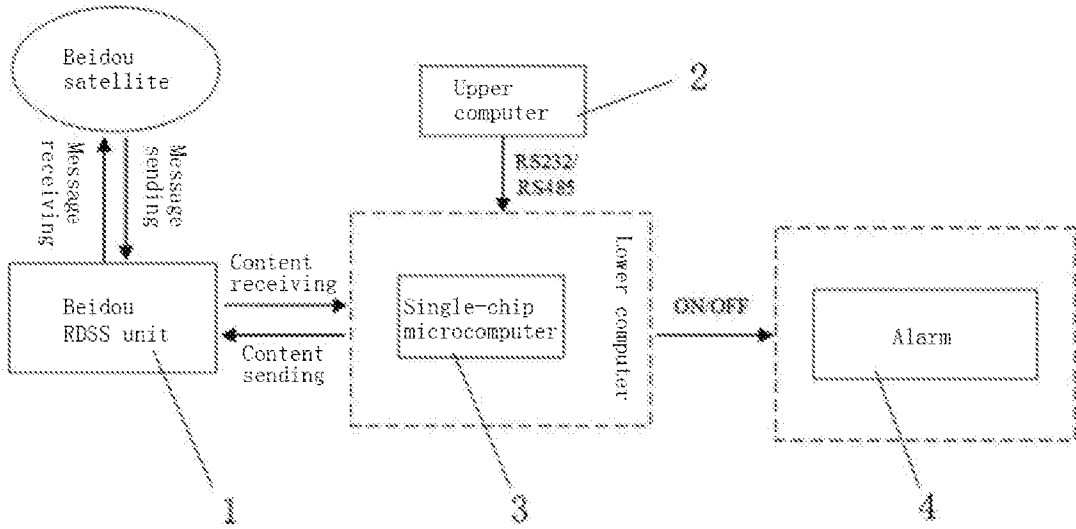 Beidou
satellite
Upper
computer
2
Message
receiving
Message
sending
RS232/
RS485
Beidou
RDSS unit
Content
receiving
Content
sending
Single-chip
microcomputer
Lower computer
ON/OFF
Alarm
1
3
4